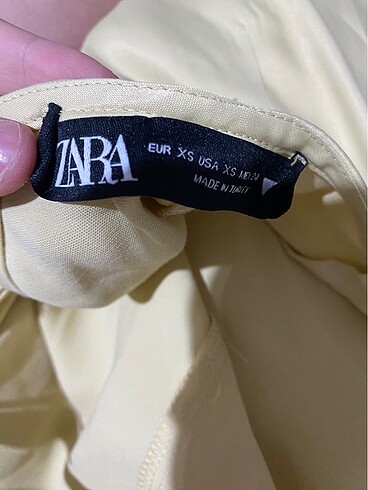 ZARA
EUR XS USA XS MEX 24
MADE IN TURKEY